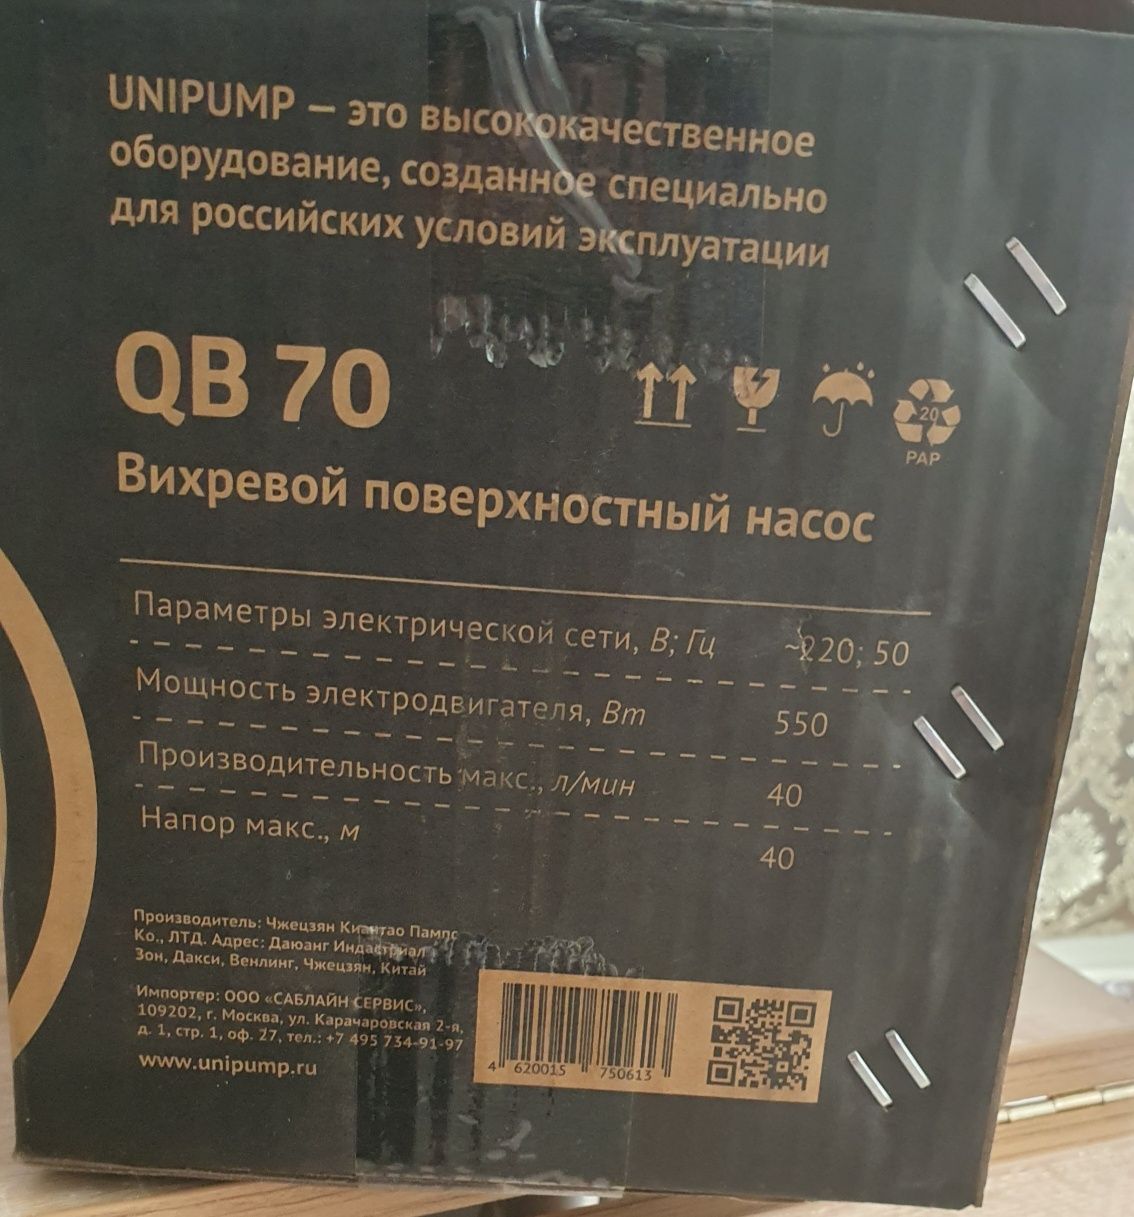 UNIPUMP — это высококачественное
оборудование, созданное специально
для российских условий эксплуатации
QB 70
20
PAP
Вихревой поверхностный насос
Параметры электрической сети, В; Гц ~220; 50
Мощность электродвигателя, Вт 550
Производительность макс., л/мин 40
Напор макс., м 40
Производитель: Чжецзян Киантао Пампс
Ко., ЛТД. Адрес: Даюанг Индастриал
Зон, Дакси, Венлинг, Чжецзян, Китай
Импортер: ООО «САБЛАЙН СЕРВИС»,
109202, г. Москва, ул. Карачаровская 2-я,
д. 1, стр. 1, оф. 27, тел.: +7 495 734-91-97
www.unipump.ru
4 620015 750613